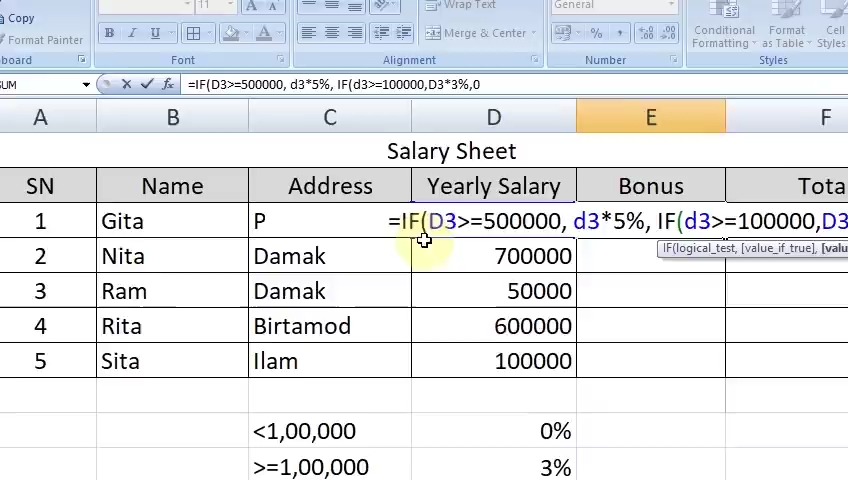 Copy
Format Painter
B I U
11
A A
Wrap Text
Merge & Center
General
%
Conditional Formatting
Format as Table
Cell Styles
Font
Alignment
Number
Styles
SUM
=IF(D3>=500000, d3*5%, IF(d3>=100000,D3*3%,0
A B C D E F
Salary Sheet
SN Name Address Yearly Salary Bonus Tota
1 Gita P =IF(D3>=500000, d3*5%, IF(d3>=100000,D3
IF(logical_test, [value_if_true], [valu
2 Nita Damak 700000
3 Ram Damak 50000
4 Rita Birtamod 600000
5 Sita Ilam 100000
<1,00,000 0%
>=1,00,000 3%